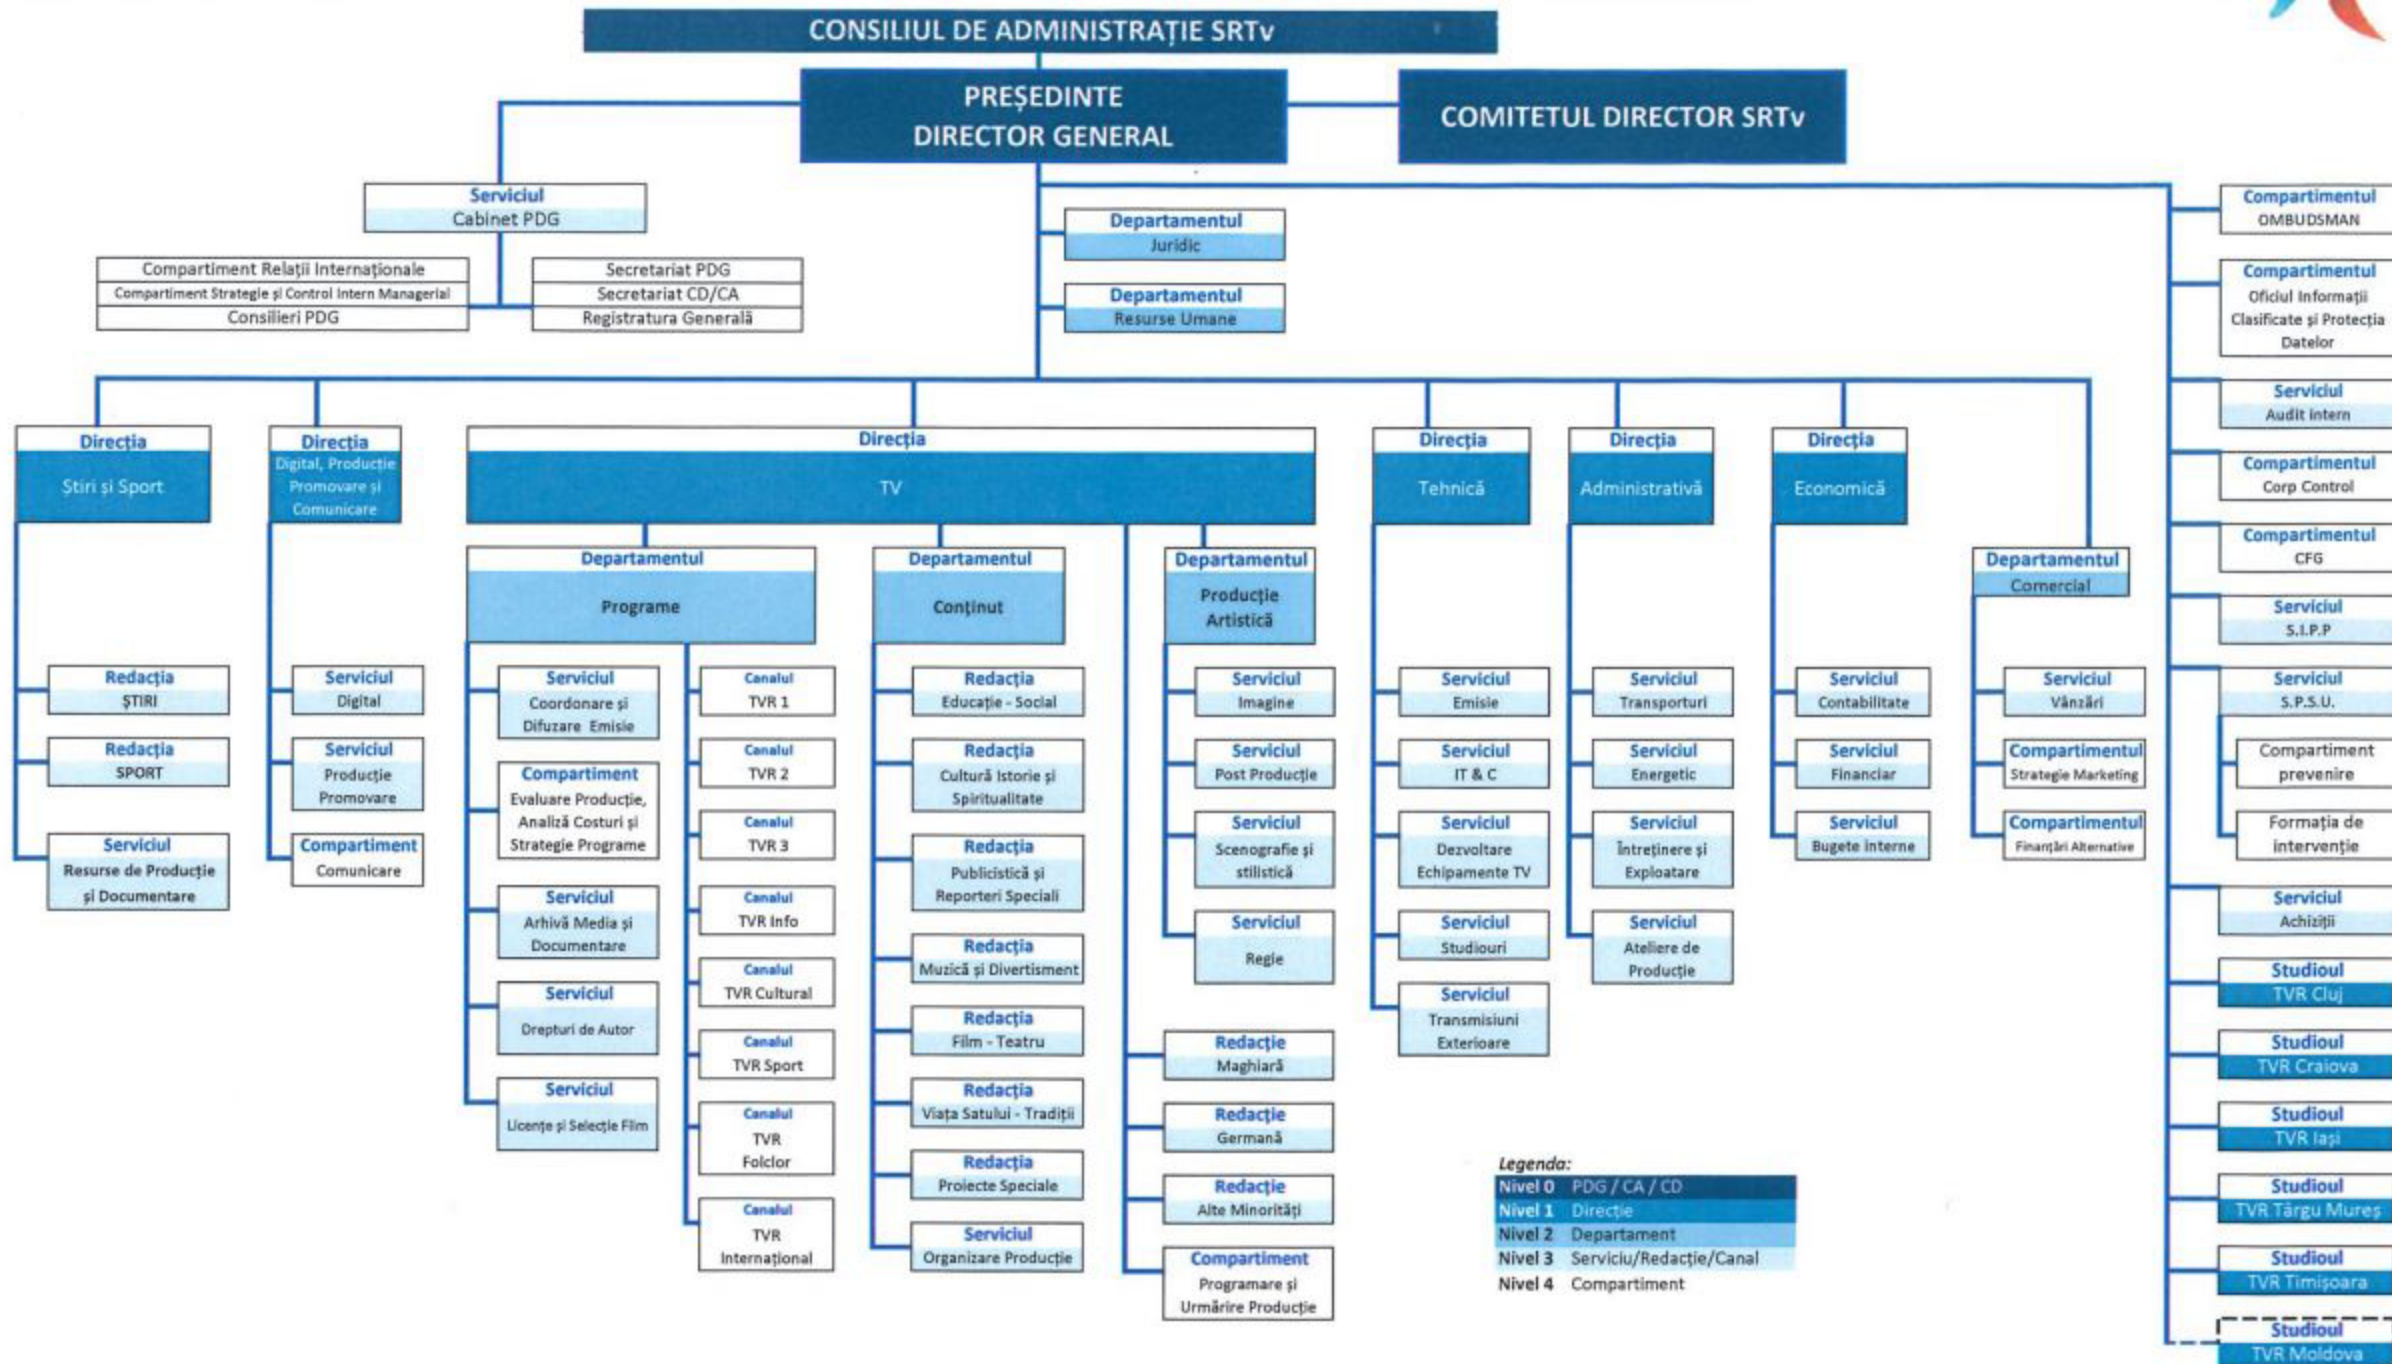 CONSILIUL DE ADMINISTRAȚIE SRTv
PREȘEDINTE
DIRECTOR GENERAL
COMITETUL DIRECTOR SRTv
Serviciul
Cabinet PDG
Compartiment Relații Internaționale
Compartiment Strategie și Control Intern Managerial
Consilieri PDG
Secretariat PDG
Secretariat CD/CA
Registratura Generală
Departamentul
Juridic
Departamentul
Resurse Umane
Direcția
Știri și Sport
Redacția
ȘTIRI
Redacția
SPORT
Serviciul
Resurse de Producție
și Documentare
Direcția
Digital, Producție
Promovare și
Comunicare
Serviciul
Digital
Serviciul
Producție
Promovare
Compartiment
Comunicare
Direcția
TV
Departamentul
Programe
Serviciul
Coordonare și
Difuzare Emisie
Compartiment
Evaluare Producție,
Analiză Costuri și
Strategie Programe
Serviciul
Arhivă Media și
Documentare
Serviciul
Drepturi de Autor
Serviciul
Licențe și Selecție Film
Canalul
TVR 1
Canalul
TVR 2
Canalul
TVR 3
Canalul
TVR Info
Canalul
TVR Cultural
Canalul
TVR Sport
Canalul
TVR
Folclor
Canalul
TVR
Internațional
Departamentul
Conținut
Redacția
Educație - Social
Redacția
Cultură Istorie și
Spiritualitate
Redacția
Publicistică și
Reporteri Speciali
Redacția
Muzică și Divertisment
Redacția
Film - Teatru
Redacția
Viața Satului - Tradiții
Redacția
Proiecte Speciale
Serviciul
Organizare Producție
Departamentul
Producție
Artistică
Serviciul
Imagine
Serviciul
Post Producție
Serviciul
Scenografie și
stilistică
Serviciul
Regie
Redacție
Maghiară
Redacție
Germană
Redacție
Alte Minorități
Compartiment
Programare și
Urmărire Producție
Direcția
Tehnică
Serviciul
Emisie
Serviciul
IT & C
Serviciul
Dezvoltare
Echipamente TV
Serviciul
Studiouri
Serviciul
Transmisiuni
Exterioare
Direcția
Administrativă
Serviciul
Transporturi
Serviciul
Energetic
Serviciul
Întreținere și
Exploatare
Serviciul
Ateliere de
Producție
Direcția
Economică
Serviciul
Contabilitate
Serviciul
Financiar
Serviciul
Bugete interne
Departamentul
Comercial
Serviciul
Vânzări
Compartimentul
Strategie Marketing
Compartimentul
Finanțări Alternative
Compartimentul
OMBUDSMAN
Compartimentul
Oficiul Informații
Clasificate și Protecția
Datelor
Serviciul
Audit intern
Compartimentul
Corp Control
Compartimentul
CFG
Serviciul
S.I.P.P
Serviciul
S.P.S.U.
Compartiment
prevenire
Formația de
intervenție
Serviciul
Achiziții
Studioul
TVR Cluj
Studioul
TVR Craiova
Studioul
TVR Iași
Studioul
TVR Târgu Mureș
Studioul
TVR Timișoara
Studioul
TVR Moldova
Legenda:
Nivel 0 PDG / CA / CD
Nivel 1 Direcție
Nivel 2 Departament
Nivel 3 Serviciu/Redacție/Canal
Nivel 4 Compartiment